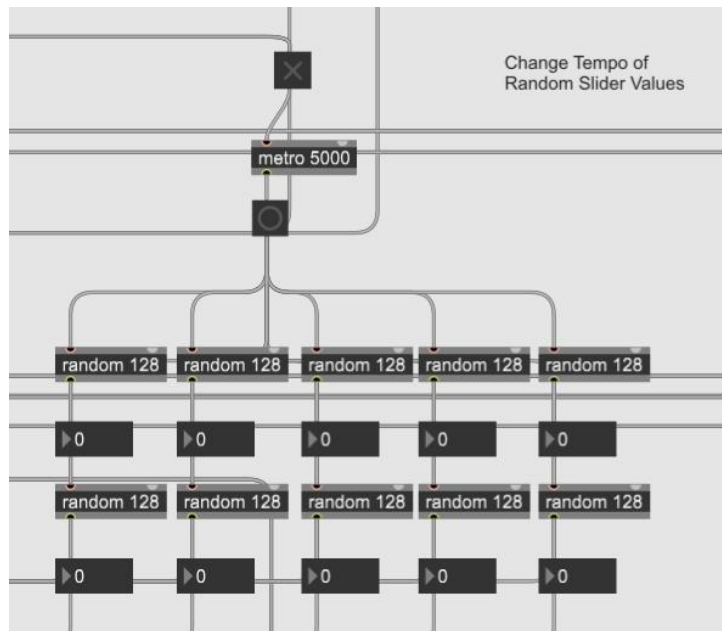 Change Tempo of
Random Slider Values
metro 5000
random 128 random 128 random 128 random 128 random 128
0 0 0 0 0
random 128 random 128 random 128 random 128 random 128
0 0 0 0 0